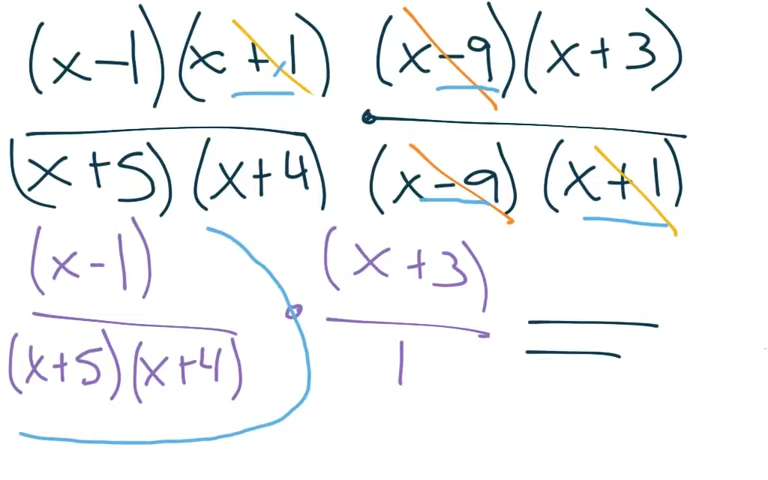 (x-1)(x+1) (x-9)(x+3)
(x+5)(x+4) • (x-9)(x+1)
(x-1) • (x+3) =
(x+5)(x+4) 1